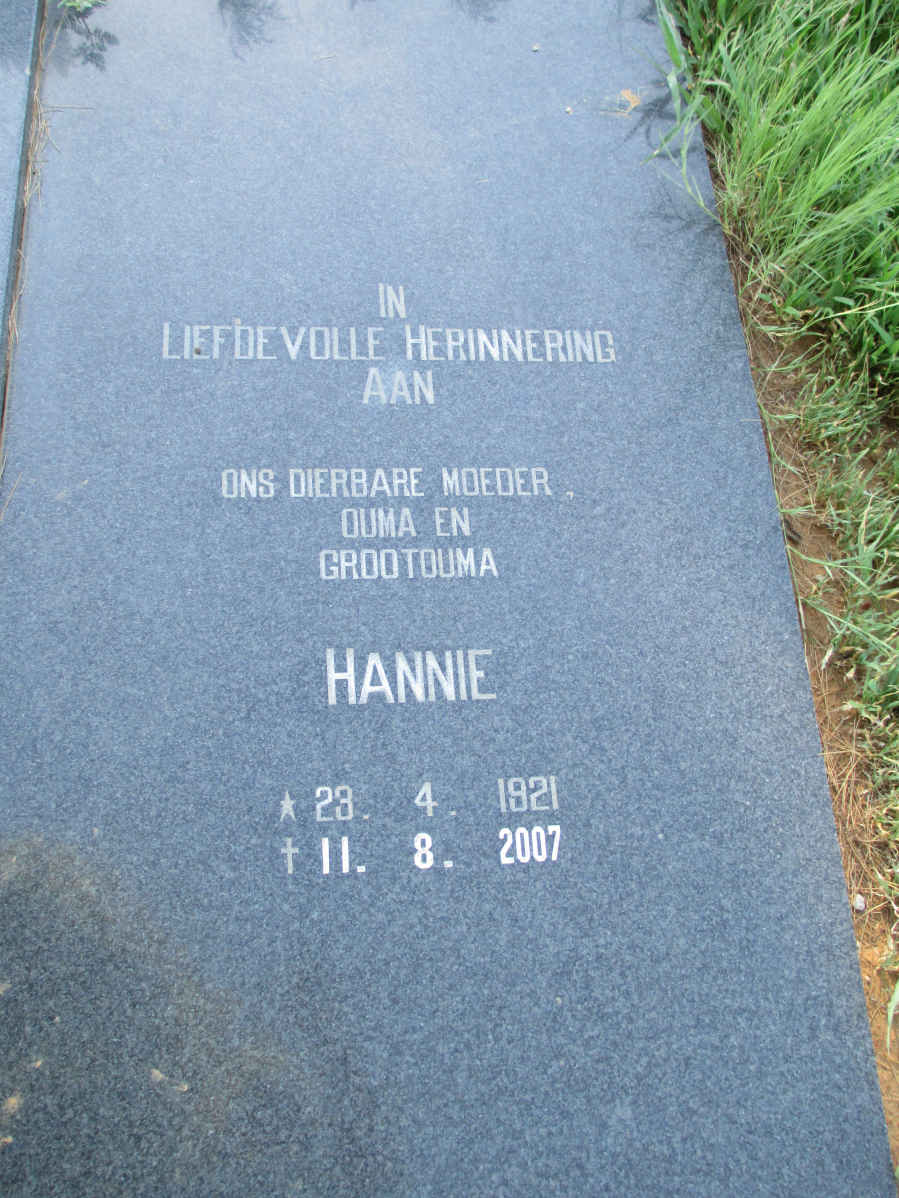 IN
LIEFDEVOLLE HERINNERING
AAN
ONS DIERBARE MOEDER,
OUMA EN
GROOTOUMA
HANNIE
★ 23. 4. 1921
† 11. 8. 2007